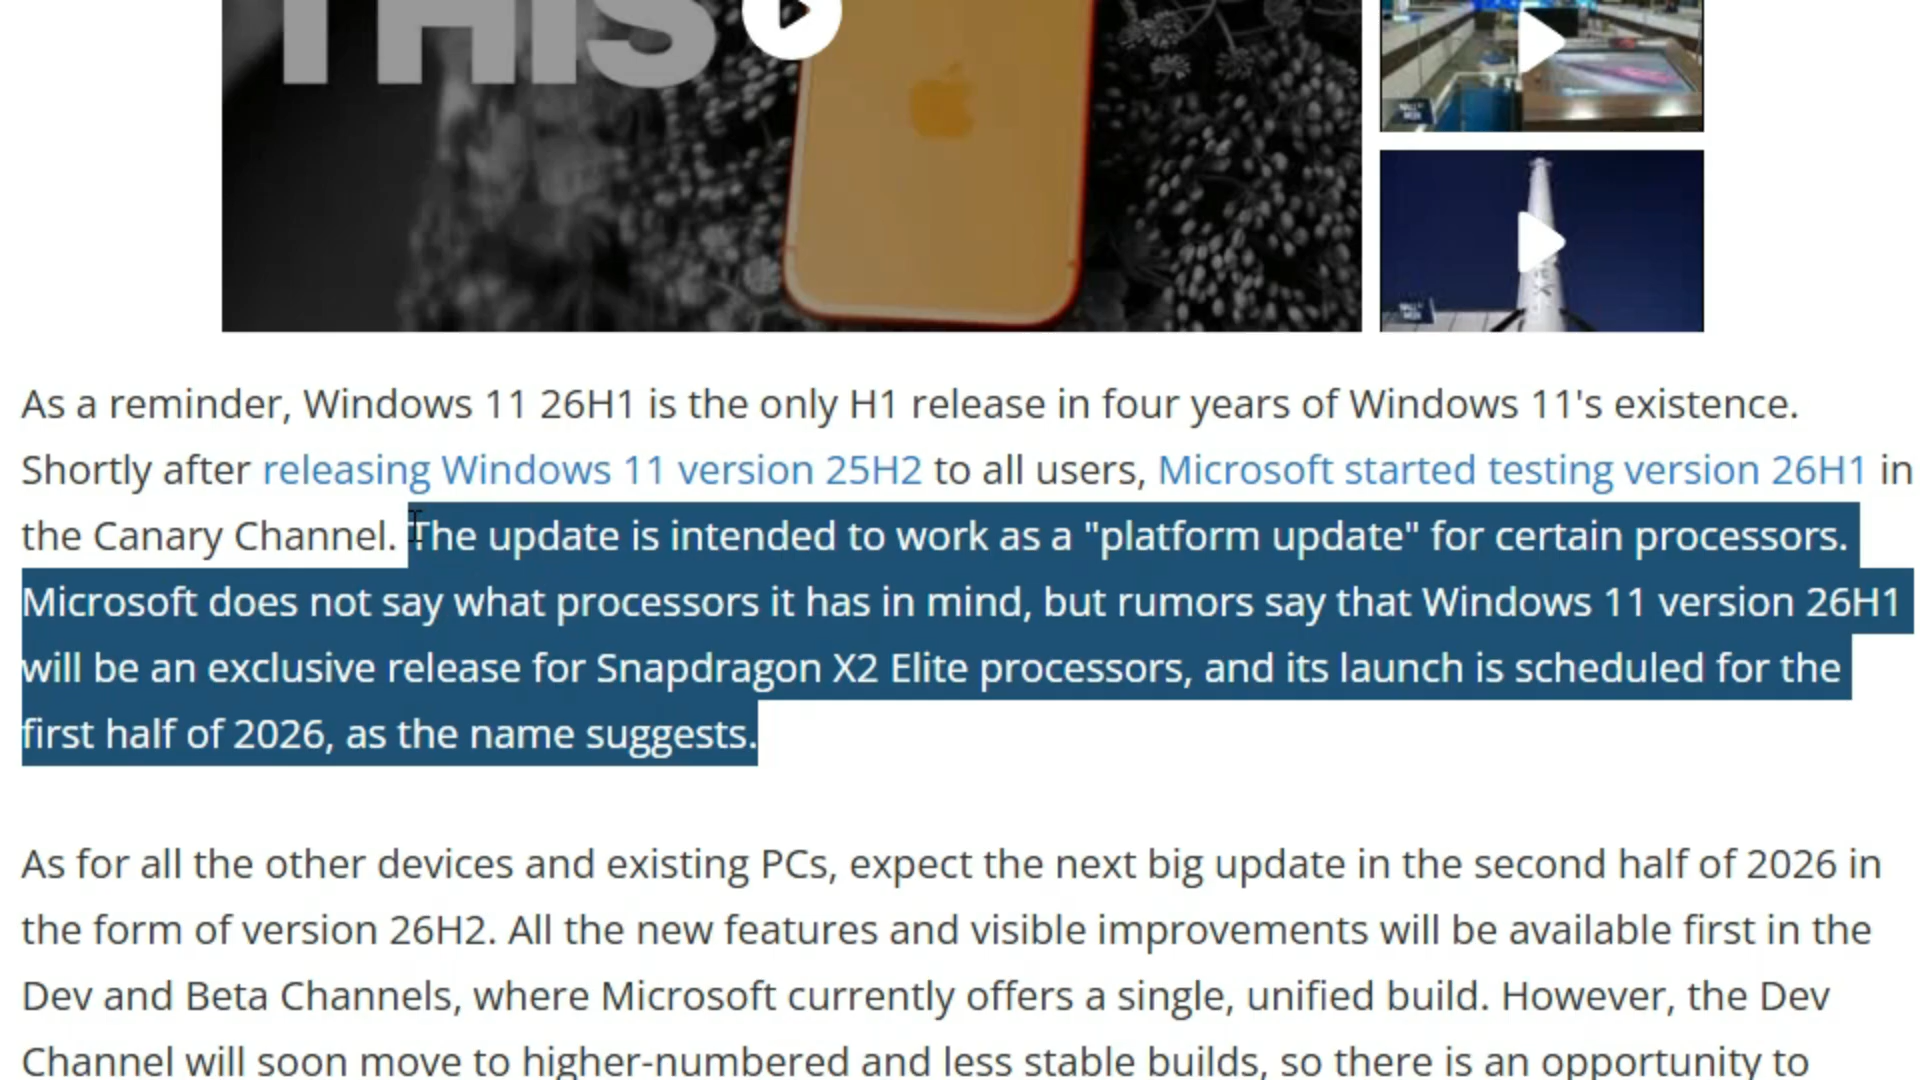 THIS
As a reminder, Windows 11 26H1 is the only H1 release in four years of Windows 11's existence.
Shortly after releasing Windows 11 version 25H2 to all users, Microsoft started testing version 26H1 in
the Canary Channel. The update is intended to work as a "platform update" for certain processors.
Microsoft does not say what processors it has in mind, but rumors say that Windows 11 version 26H1
will be an exclusive release for Snapdragon X2 Elite processors, and its launch is scheduled for the
first half of 2026, as the name suggests.
As for all the other devices and existing PCs, expect the next big update in the second half of 2026 in
the form of version 26H2. All the new features and visible improvements will be available first in the
Dev and Beta Channels, where Microsoft currently offers a single, unified build. However, the Dev
Channel will soon move to higher-numbered and less stable builds, so there is an opportunity to